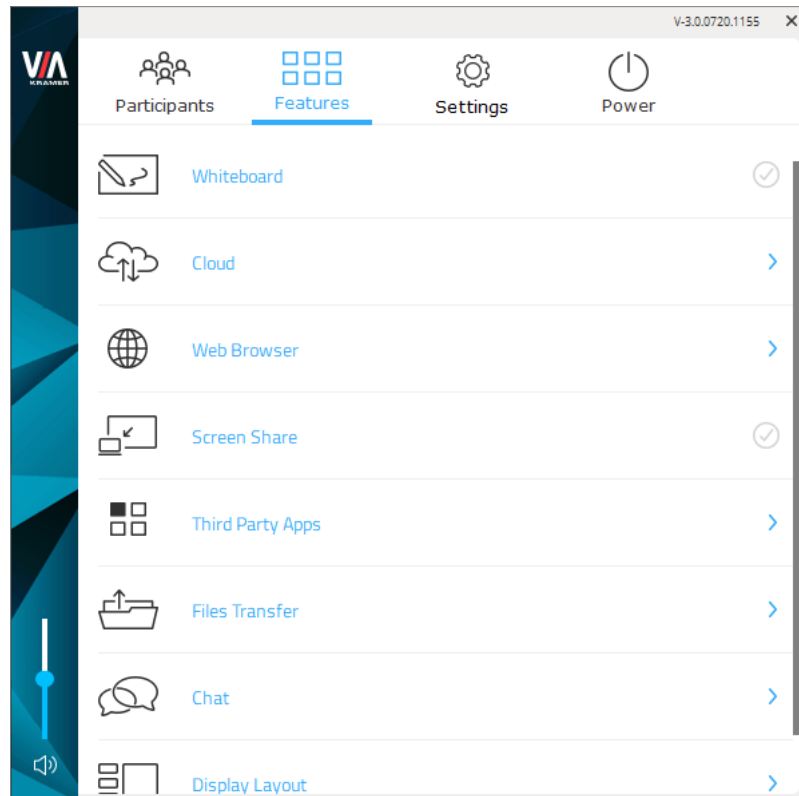 V-3.0.0720.1155
VIA
KRAMER
Participants
Features
Settings
Power
Whiteboard
Cloud
Web Browser
Screen Share
Third Party Apps
Files Transfer
Chat
Display Layout